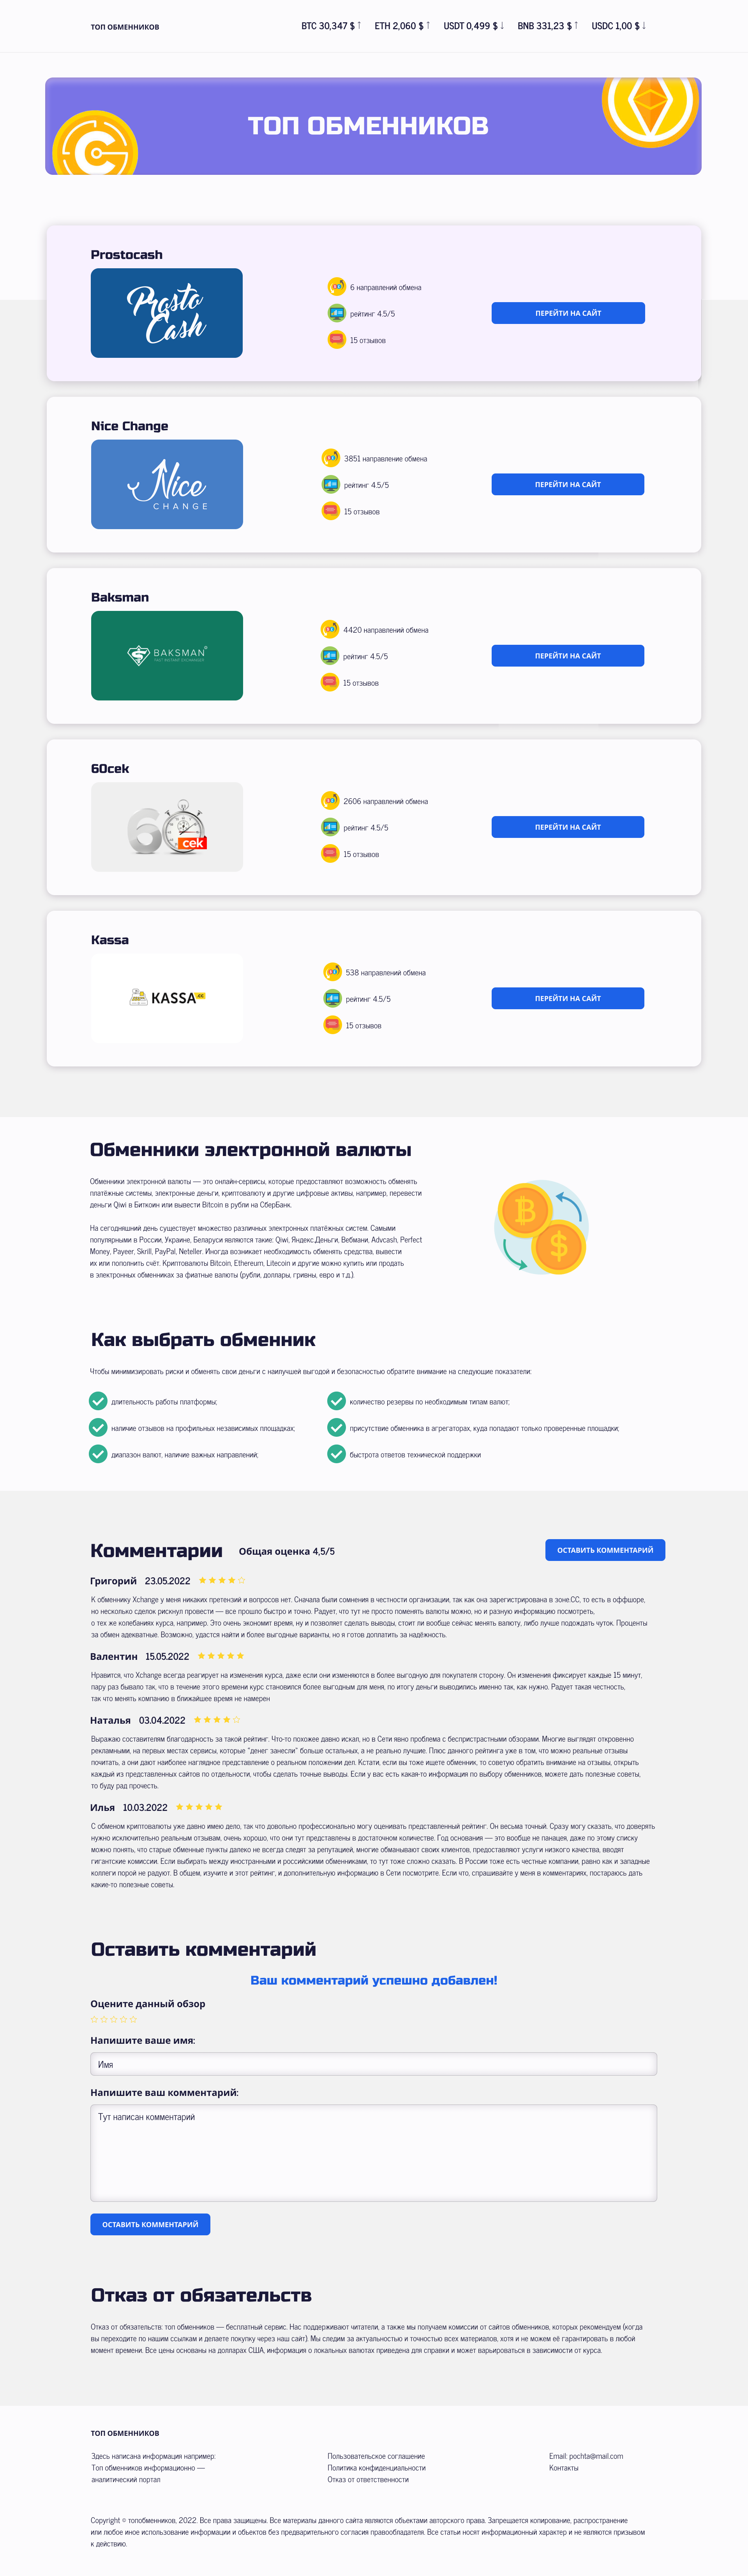 ТОП ОБМЕННИКОВ
BTC 30,347 $ ↑ ETH 2,060 $ ↑ USDT 0,499 $ ↓ BNB 331,23 $ ↑ USDC 1,00 $ ↓
ТОП ОБМЕННИКОВ
Prostocash
Prosto
Cash
6 направлений обмена
рейтинг 4.5/5
15 отзывов
ПЕРЕЙТИ НА САЙТ
Nice Change
Nice
CHANGE
3851 направление обмена
рейтинг 4.5/5
15 отзывов
ПЕРЕЙТИ НА САЙТ
Baksman
BAKSMAN
4420 направлений обмена
рейтинг 4.5/5
15 отзывов
ПЕРЕЙТИ НА САЙТ
60сек
60
сек
2606 направлений обмена
рейтинг 4.5/5
15 отзывов
ПЕРЕЙТИ НА САЙТ
Kassa
KASSA
538 направлений обмена
рейтинг 4.5/5
15 отзывов
ПЕРЕЙТИ НА САЙТ
Обменники электронной валюты
Обменники электронной валюты — это онлайн-сервисы, которые предоставляют возможность обменять
платёжные системы, электронные деньги, криптовалюту и другие цифровые активы, например, перевести
деньги Qiwi в Биткоин или вывести Bitcoin в рубли на СберБанк.
На сегодняшний день существует множество различных электронных платёжных систем. Самыми
популярными в России, Украине, Беларуси являются такие: Qiwi, Яндекс.Деньги, Вебмани, Advcash, Perfect
Money, Payeer, Skrill, PayPal, Neteller. Иногда возникает необходимость обменять средства, вывести
их или пополнить счёт. Криптовалюты Bitcoin, Ethereum, Litecoin и другие можно купить или продать
в электронных обменниках за фиатные валюты (рубли, доллары, гривны, евро и т.д.).
Как выбрать обменник
Чтобы минимизировать риски и обменять свои деньги с наилучшей выгодой и безопасностью обратите внимание на следующие показатели:
длительность работы платформы;
количество резервы по необходимым типам валют;
наличие отзывов на профильных независимых площадках;
присутствие обменника в агрегаторах, куда попадают только проверенные площадки;
диапазон валют, наличие важных направлений;
быстрота ответов технической поддержки
Комментарии
Общая оценка 4,5/5
ОСТАВИТЬ КОММЕНТАРИЙ
Григорий 23.05.2022
К обменнику Xchange у меня никаких претензий и вопросов нет. Сначала были сомнения в честности организации, так как она зарегистрирована в зоне.CC, то есть в оффшоре,
но несколько сделок рискнул провести — все прошло быстро и точно. Радует, что тут не просто поменять валюты можно, но и разную информацию посмотреть,
о тех же колебаниях курса, например. Это очень экономит время, ну и позволяет сделать выводы, стоит ли вообще сейчас менять валюту, либо лучше подождать чуток. Проценты
за обмен адекватные. Возможно, удастся найти и более выгодные варианты, но я готов доплатить за надёжность.
Валентин 15.05.2022
Нравится, что Xchange всегда реагирует на изменения курса, даже если они изменяются в более выгодную для покупателя сторону. Он изменения фиксирует каждые 15 минут,
пару раз бывало так, что в течение этого времени курс становился более выгодным для меня, по итогу деньги выводились именно так, как нужно. Радует такая честность,
так что менять компанию в ближайшее время не намерен
Наталья 03.04.2022
Выражаю составителям благодарность за такой рейтинг. Что-то похожее давно искал, но в Сети явно проблема с беспристрастными обзорами. Многие выглядят откровенно
рекламными, на первых местах сервисы, которые "денег занесли" больше остальных, а не реально лучшие. Плюс данного рейтинга уже в том, что можно реальные отзывы
почитать, а они дают наиболее наглядное представление о реальном положении дел. Кстати, если вы тоже ищете обменник, то советую обратить внимание на отзывы, открыть
каждый из представленных сайтов по отдельности, чтобы сделать точные выводы. Если у вас есть какая-то информация по выбору обменников, можете дать полезные советы,
то буду рад прочесть.
Илья 10.03.2022
С обменом криптовалюты уже давно имею дело, так что довольно профессионально могу оценивать представленный рейтинг. Он весьма точный. Сразу могу сказать, что доверять
нужно исключительно реальным отзывам, очень хорошо, что они тут представлены в достаточном количестве. Год основания — это вообще не панацея, даже по этому списку
можно понять, что старые обменные пункты далеко не всегда следят за репутацией, многие обманывают своих клиентов, предоставляют услуги низкого качества, вводят
гигантские комиссии. Если выбирать между иностранными и российскими обменниками, то тут тоже сложно сказать. В России тоже есть честные компании, равно как и западные
коллеги порой не радуют. В общем, изучите и этот рейтинг, и дополнительную информацию в Сети посмотрите. Если что, спрашивайте у меня в комментариях, постараюсь дать
какие-то полезные советы.
Оставить комментарий
Ваш комментарий успешно добавлен!
Оцените данный обзор
Напишите ваше имя:
Имя
Напишите ваш комментарий:
Тут написан комментарий
ОСТАВИТЬ КОММЕНТАРИЙ
Отказ от обязательств
Отказ от обязательств: топ обменников — бесплатный сервис. Нас поддерживают читатели, а также мы получаем комиссии от сайтов обменников, которых рекомендуем (когда
вы переходите по нашим ссылкам и делаете покупку через наш сайт). Мы следим за актуальностью и точностью всех материалов, хотя и не можем её гарантировать в любой
момент времени. Все цены основаны на долларах США, информация о локальных валютах приведена для справки и может варьироваться в зависимости от курса.
ТОП ОБМЕННИКОВ
Здесь написана информация например:
Топ обменников информационно —
аналитический портал
Пользовательское соглашение
Политика конфиденциальности
Отказ от ответственности
Email: pochta@mail.com
Контакты
Copyright © топобменников, 2022. Все права защищены. Все материалы данного сайта являются объектами авторского права. Запрещается копирование, распространение
или любое иное использование информации и объектов без предварительного согласия правообладателя. Все статьи носят информационный характер и не являются призывом
к действию.